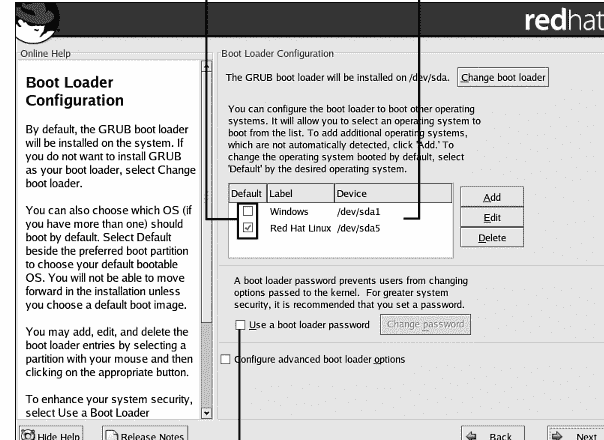 redhat
Online Help
Boot Loader
Configuration
By default, the GRUB boot loader
will be installed on the system. If
you do not want to install GRUB
as your boot loader, select Change
boot loader.
You can also choose which OS (if
you have more than one) should
boot by default. Select Default
beside the preferred boot partition
to choose your default bootable
OS. You will not be able to move
forward in the installation unless
you choose a default boot image.
You may add, edit, and delete the
boot loader entries by selecting a
partition with your mouse and then
clicking on the appropriate button.
To enhance your system security,
select Use a Boot Loader
Boot Loader Configuration
The GRUB boot loader will be installed on /dev/sda. Change boot loader
You can configure the boot loader to boot other operating
systems. It will allow you to select an operating system to
boot from the list. To add additional operating systems,
which are not automatically detected, click 'Add.' To
change the operating system booted by default, select
'Default' by the desired operating system.
Default Label Device
Windows /dev/sda1
Red Hat Linux /dev/sda5
Add
Edit
Delete
A boot loader password prevents users from changing
options passed to the kernel. For greater system
security, it is recommended that you set a password.
Use a boot loader password Change password
Configure advanced boot loader options
Hide Help Release Notes Back Next